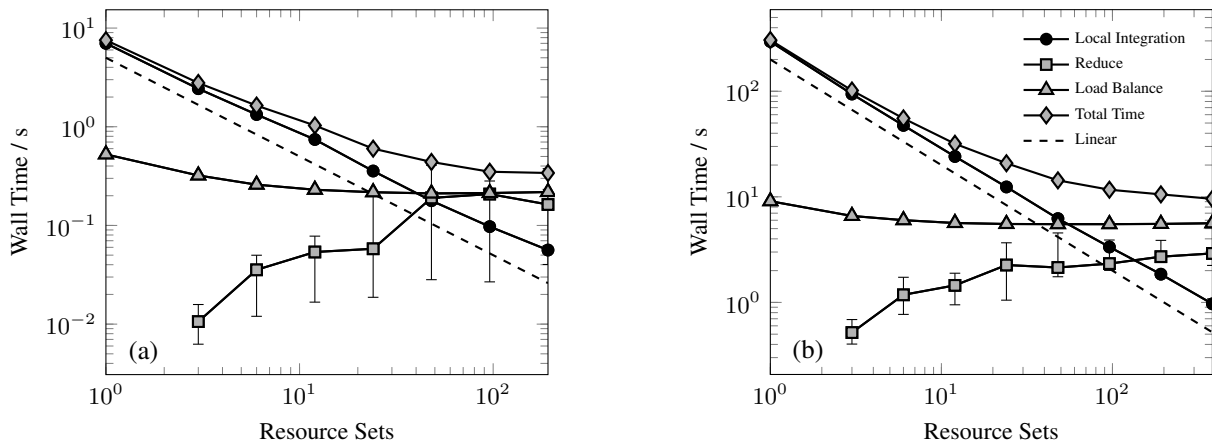 10^1
10^0
10^−1
10^−2
Wall Time / s
(a)
10^0
10^1
10^2
Resource Sets
10^2
10^1
10^0
Wall Time / s
Local Integration
Reduce
Load Balance
Total Time
Linear
(b)
10^0
10^1
10^2
Resource Sets